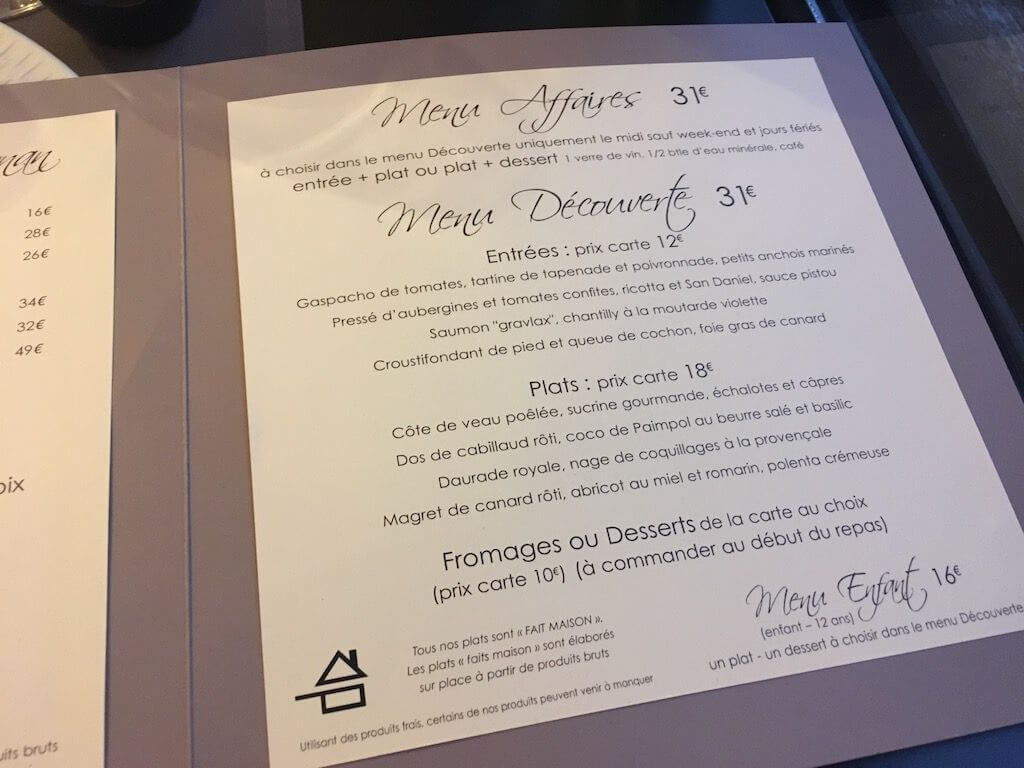 16€
28€
26€
34€
32€
49€
Menu Affaires 31€
à choisir dans le menu Découverte uniquement le midi sauf week-end et jours fériés
entrée + plat ou plat + dessert 1 verre de vin, 1/2 btle d'eau minérale, café
Menu Découverte 31€
Entrées : prix carte 12€
Gaspacho de tomates, tartine de tapenade et poivronnade, petits anchois marinés
Pressé d'aubergines et tomates confites, ricotta et San Daniel, sauce pistou
Saumon "gravlax", chantilly à la moutarde violette
Croustifondant de pied et queue de cochon, foie gras de canard
Plats : prix carte 18€
Côte de veau poêlée, sucrine gourmande, échalotes et câpres
Dos de cabillaud rôti, coco de Paimpol au beurre salé et basilic
Daurade royale, nage de coquillages à la provençale
Magret de canard rôti, abricot au miel et romarin, polenta crémeuse
Fromages ou Desserts de la carte au choix
(prix carte 10€) (à commander au début du repas)
Menu Enfant 16€
(enfant – 12 ans)
un plat - un dessert à choisir dans le menu Découverte
Tous nos plats sont « FAIT MAISON ».
Les plats « faits maison » sont élaborés
sur place à partir de produits bruts
Utilisant des produits frais, certains de nos produits peuvent venir à manquer
bruts